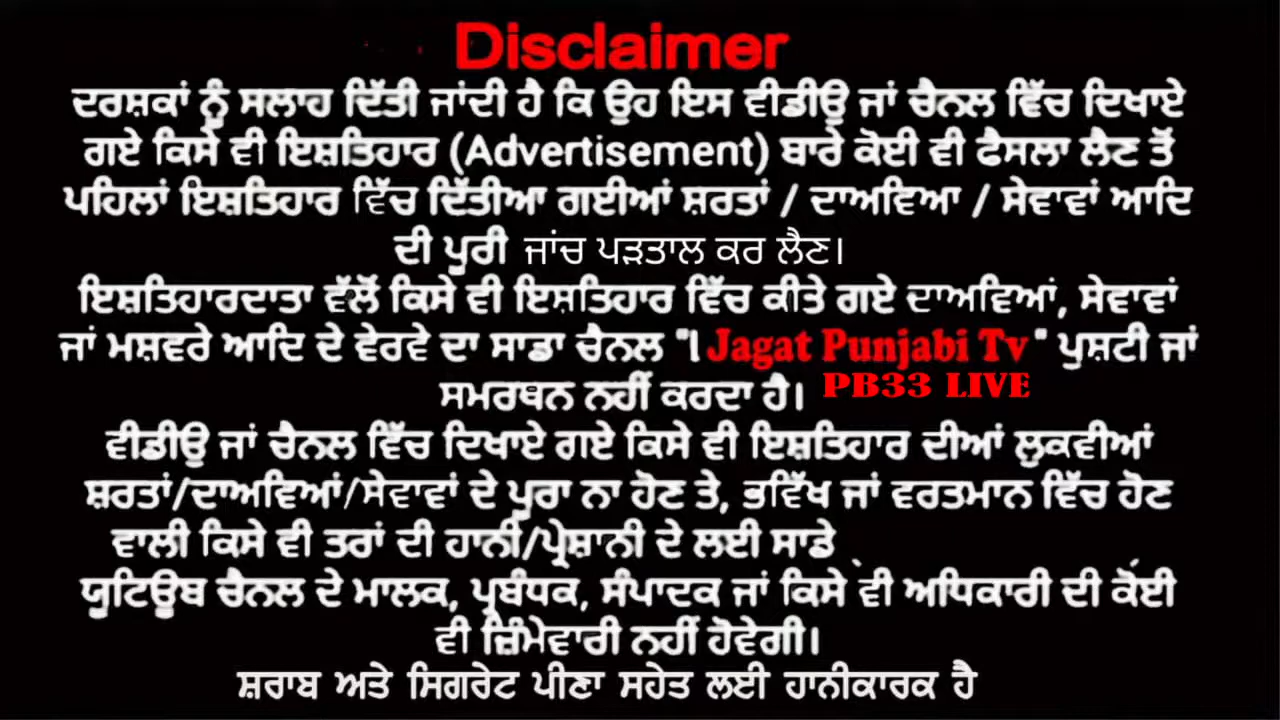 Disclaimer
ਦਰਸ਼ਕਾਂ ਨੂੰ ਸਲਾਹ ਦਿੱਤੀ ਜਾਂਦੀ ਹੈ ਕਿ ਉਹ ਇਸ ਵੀਡੀਉ ਜਾਂ ਚੈਨਲ ਵਿੱਚ ਦਿਖਾਏ
ਗਏ ਕਿਸੇ ਵੀ ਇਸ਼ਤਿਹਾਰ (Advertisement) ਬਾਰੇ ਕੋਈ ਵੀ ਫੈਸਲਾ ਲੈਣ ਤੋਂ
ਪਹਿਲਾਂ ਇਸ਼ਤਿਹਾਰ ਵਿੱਚ ਦਿੱਤੀਆ ਗਈਆਂ ਸ਼ਰਤਾਂ / ਦਾਅਵਿਆ / ਸੇਵਾਵਾਂ ਆਦਿ
ਦੀ ਪੂਰੀ ਜਾਂਚ ਪੜਤਾਲ ਕਰ ਲੈਣ।
ਇਸ਼ਤਿਹਾਰਦਾਤਾ ਵੱਲੋਂ ਕਿਸੇ ਵੀ ਇਸ਼ਤਿਹਾਰ ਵਿੱਚ ਕੀਤੇ ਗਏ ਦਾਅਵਿਆਂ, ਸੇਵਾਵਾਂ
ਜਾਂ ਮਸ਼ਵਰੇ ਆਦਿ ਦੇ ਵੇਰਵੇ ਦਾ ਸਾਡਾ ਚੈਨਲ "। Jagat Punjabi Tv" ਪੁਸ਼ਟੀ ਜਾਂ
ਸਮਰਥਨ ਨਹੀਂ ਕਰਦਾ ਹੈ। PB33 LIVE
ਵੀਡੀਉ ਜਾਂ ਚੈਨਲ ਵਿੱਚ ਦਿਖਾਏ ਗਏ ਕਿਸੇ ਵੀ ਇਸ਼ਤਿਹਾਰ ਦੀਆਂ ਲੁਕਵੀਆਂ
ਸ਼ਰਤਾਂ/ਦਾਅਵਿਆਂ/ਸੇਵਾਵਾਂ ਦੇ ਪੂਰਾ ਨਾ ਹੋਣ ਤੇ, ਭਵਿੱਖ ਜਾਂ ਵਰਤਮਾਨ ਵਿੱਚ ਹੋਣ
ਵਾਲੀ ਕਿਸੇ ਵੀ ਤਰਾਂ ਦੀ ਹਾਨੀ/ਪ੍ਰੇਸ਼ਾਨੀ ਦੇ ਲਈ ਸਾਡੇ
ਯੂਟਿਊਬ ਚੈਨਲ ਦੇ ਮਾਲਕ, ਪ੍ਰਬੰਧਕ, ਸੰਪਾਦਕ ਜਾਂ ਕਿਸੇ ਵੀ ਅਧਿਕਾਰੀ ਦੀ ਕੋਈ
ਵੀ ਜ਼ਿੰਮੇਵਾਰੀ ਨਹੀਂ ਹੋਵੇਗੀ।
ਸ਼ਰਾਬ ਅਤੇ ਸਿਗਰੇਟ ਪੀਣਾ ਸਹੇਤ ਲਈ ਹਾਨੀਕਾਰਕ ਹੈ